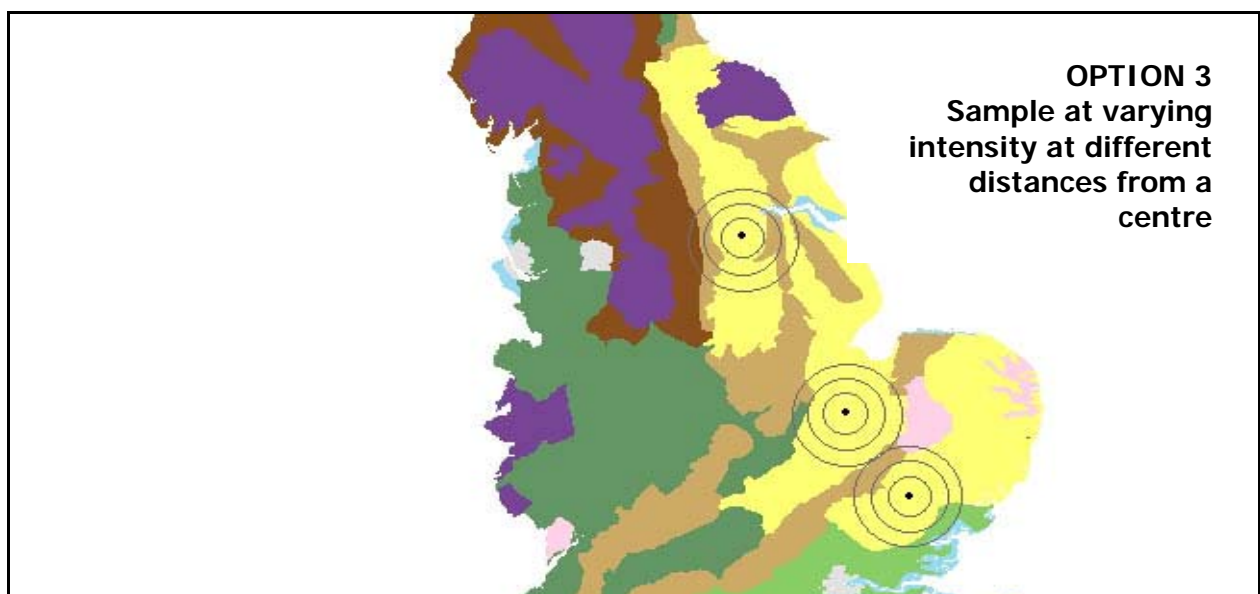 OPTION 3
Sample at varying
intensity at different
distances from a
centre